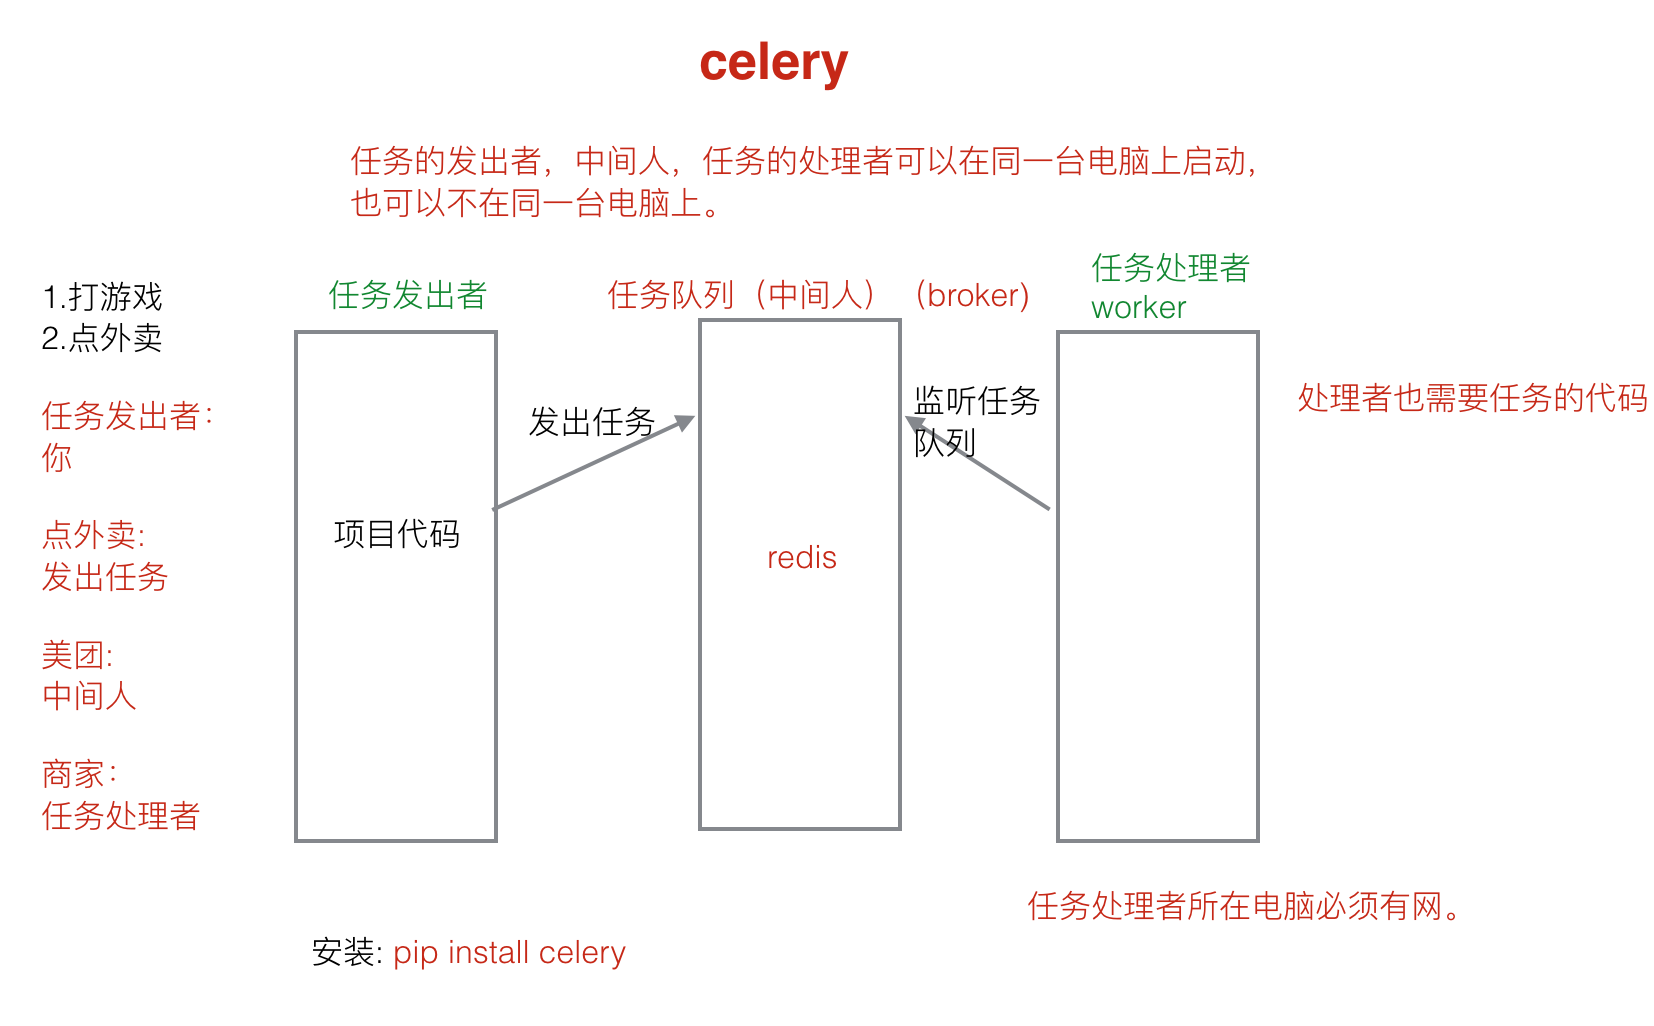 celery
任务的发出者，中间人，任务的处理者可以在同一台电脑上启动，
也可以不在同一台电脑上。
1.打游戏
2.点外卖
任务发出者：
你
点外卖:
发出任务
美团:
中间人
商家：
任务处理者
任务发出者
项目代码
发出任务
任务队列（中间人）（broker)
redis
监听任务
队列
任务处理者
worker
处理者也需要任务的代码
任务处理者所在电脑必须有网。
安装: pip install celery